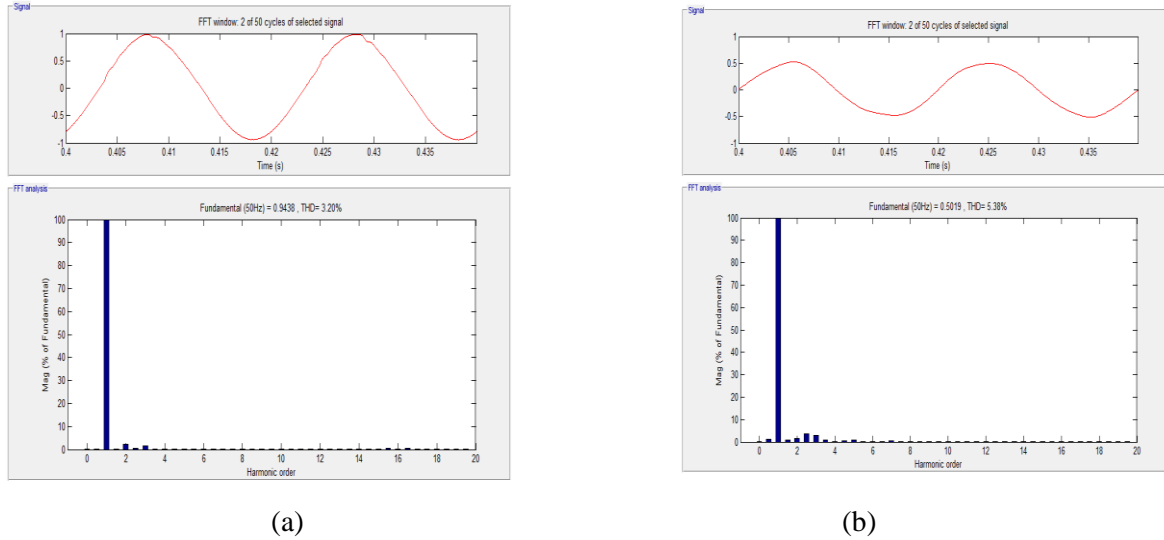 Signal
FFT window: 2 of 50 cycles of selected signal
1
0.5
0
-0.5
-1
0.4 0.405 0.41 0.415 0.42 0.425 0.43 0.435
Time (s)
FFT analysis
Fundamental (50Hz) = 0.9438 , THD= 3.20%
100
90
80
70
60
50
40
30
20
10
0
Mag (% of Fundamental)
0 2 4 6 8 10 12 14 16 18 20
Harmonic order
(a)
Signal
FFT window: 2 of 50 cycles of selected signal
1
0.5
0
-0.5
-1
0.4 0.405 0.41 0.415 0.42 0.425 0.43 0.435
Time (s)
FFT analysis
Fundamental (50Hz) = 0.5019 , THD= 5.38%
100
90
80
70
60
50
40
30
20
10
0
Mag (% of Fundamental)
0 2 4 6 8 10 12 14 16 18 20
Harmonic order
(b)